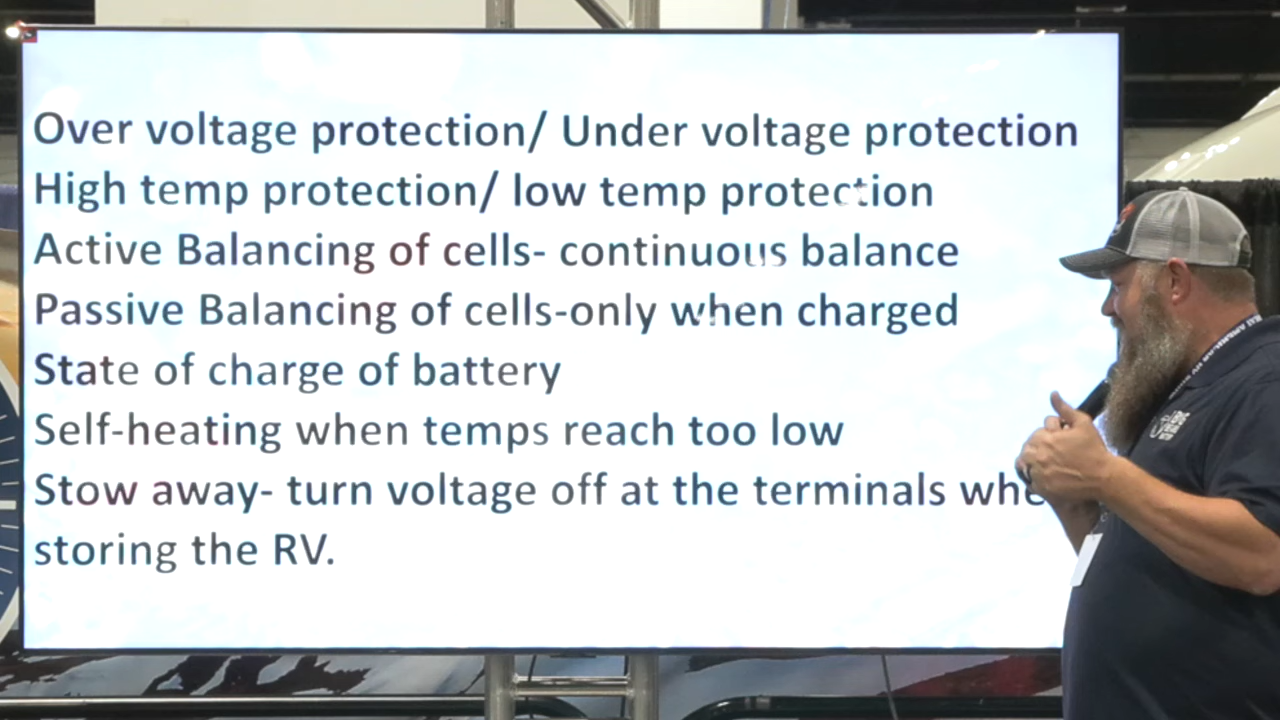 Over voltage protection/ Under voltage protection
High temp protection/ low temp protection
Active Balancing of cells- continuous balance
Passive Balancing of cells-only when charged
State of charge of battery
Self-heating when temps reach too low
Stow away- turn voltage off at the terminals whe
storing the RV.